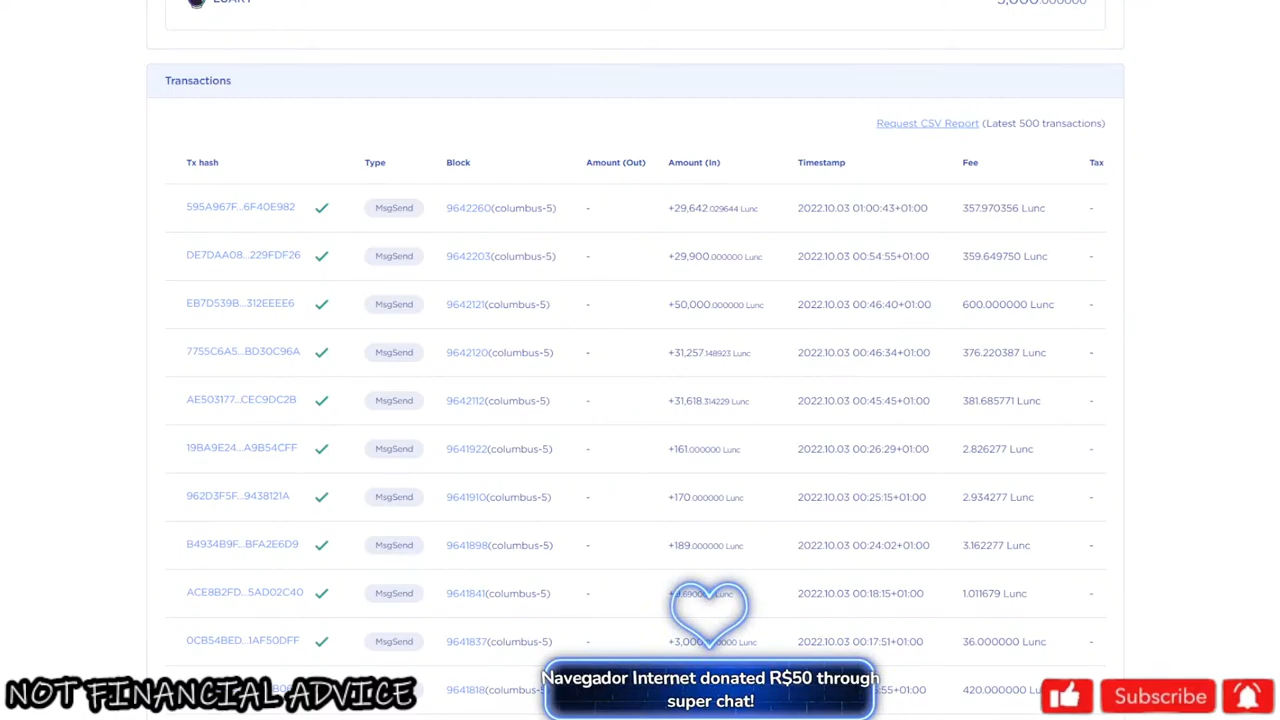 Transactions
Request CSV Report (Latest 500 transactions)
Tx hash Type Block Amount (Out) Amount (In) Timestamp Fee Tax
595A967F...6F40E982 MsgSend 9642260(columbus-5) - +29,642.029644 Lunc 2022.10.03 01:00:43+01:00 357.970356 Lunc -
DE7DAA08...229FDF26 MsgSend 9642203(columbus-5) - +29,900.000000 Lunc 2022.10.03 00:54:55+01:00 359.649750 Lunc -
EB7D539B...312EEEE6 MsgSend 9642121(columbus-5) - +50,000.000000 Lunc 2022.10.03 00:46:40+01:00 600.000000 Lunc -
7755C6A5...BD30C96A MsgSend 9642120(columbus-5) - +31,257.148923 Lunc 2022.10.03 00:46:34+01:00 376.220387 Lunc -
AE503177...CEC9DC2B MsgSend 9642112(columbus-5) - +31,618.314229 Lunc 2022.10.03 00:45:45+01:00 381.685771 Lunc -
19BA9E24...A9B54CFF MsgSend 9641922(columbus-5) - +161.000000 Lunc 2022.10.03 00:26:29+01:00 2.826277 Lunc -
962D3F5F...9438121A MsgSend 9641910(columbus-5) - +170.000000 Lunc 2022.10.03 00:25:15+01:00 2.934277 Lunc -
B4934B9F...BFA2E6D9 MsgSend 9641898(columbus-5) - +189.000000 Lunc 2022.10.03 00:24:02+01:00 3.162277 Lunc -
ACE8B2FD...5AD02C40 MsgSend 9641841(columbus-5) - Lunc 2022.10.03 00:18:15+01:00 1.011679 Lunc -
0CB54BED...1AF50DFF MsgSend 9641837(columbus-5) - Lunc 2022.10.03 00:17:51+01:00 36.000000 Lunc -
MsgSend 9641818(columbus-5) - 420.000000 Lunc -
NOT FINANCIAL ADVICE
Navegador Internet donated R$50 through
super chat!
Subscribe